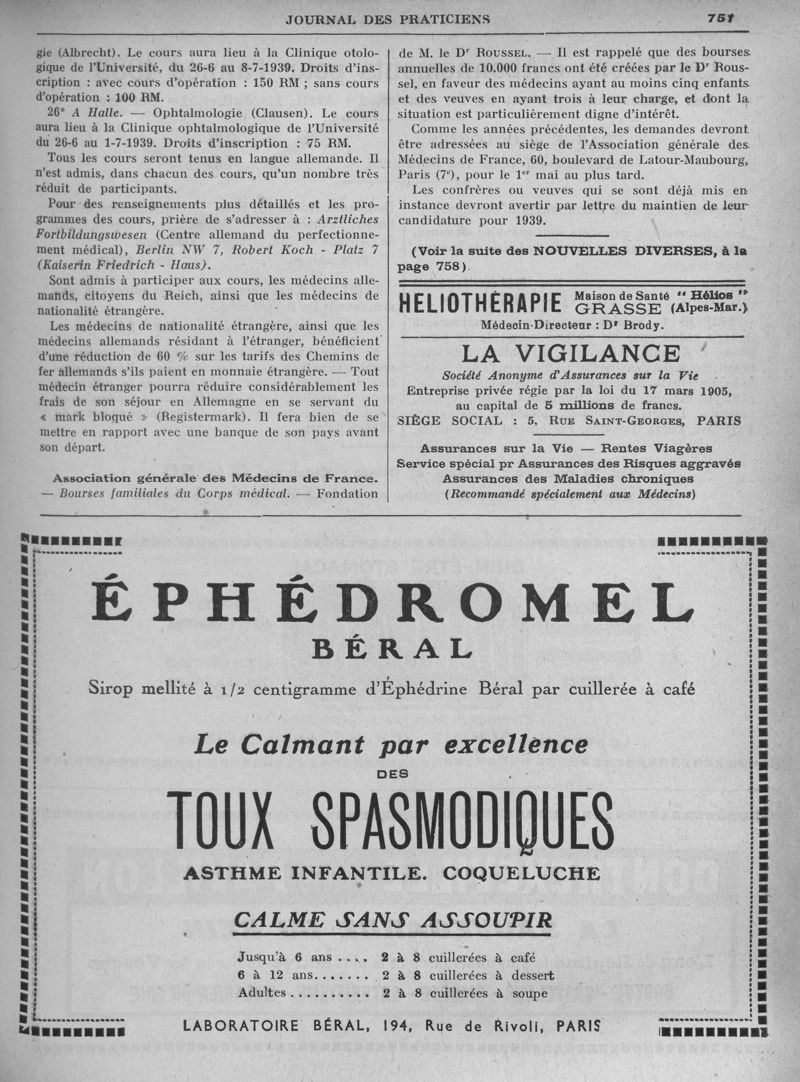 JOURNAL DES PRATICIENS 751
gie (Albrecht). Le cours aura lieu à la Clinique otolo-
gique de l'Université, du 26-6 au 8-7-1939. Droits d'ins-
cription : avec cours d'opération : 150 RM ; sans cours
d'opération : 100 RM.
26° A Halle. — Ophtalmologie (Clausen). Le cours
aura lieu à la Clinique ophtalmologique de l'Université
du 26-6 au 1-7-1939. Droits d'inscription : 75 RM.
Tous les cours seront tenus en langue allemande. Il
n'est admis, dans chacun des cours, qu'un nombre très
réduit de participants.
Pour des renseignements plus détaillés et les pro-
grammes des cours, prière de s'adresser à : Arztliches
Fortbildungswesen (Centre allemand du perfectionne-
ment médical), Berlin NW 7, Robert Koch - Platz 7
(Kaiserin Friedrich - Haus).
Sont admis à participer aux cours, les médecins alle-
mands, citoyens du Reich, ainsi que les médecins de
nationalité étrangère.
Les médecins de nationalité étrangère, ainsi que les
médecins allemands résidant à l'étranger, bénéficient
d'une réduction de 60 % sur les tarifs des Chemins de
fer allemands s'ils paient en monnaie étrangère. — Tout
médecin étranger pourra réduire considérablement les
frais de son séjour en Allemagne en se servant du
« mark bloqué » (Registermark). Il fera bien de se
mettre en rapport avec une banque de son pays avant
son départ.
Association générale des Médecins de France.
— Bourses familiales du Corps médical. — Fondation
de M. le Dr ROUSSEL. — Il est rappelé que des bourses
annuelles de 10.000 francs ont été créées par le Dr Rous-
sel, en faveur des médecins ayant au moins cinq enfants
et des veuves en ayant trois à leur charge, et dont la
situation est particulièrement digne d'intérêt.
Comme les années précédentes, les demandes devront
être adressées au siège de l'Association générale des
Médecins de France, 60, boulevard de Latour-Maubourg,
Paris (7e), pour le 1er mai au plus tard.
Les confrères ou veuves qui se sont déjà mis en
instance devront avertir par lettre du maintien de leur
candidature pour 1939.
(Voir la suite des NOUVELLES DIVERSES, à la
page 758)
HELIOTHÉRAPIE Maison de Santé “ Hélios ”
GRASSE (Alpes-Mar.)
Médecin-Directeur : Dr Brody.
LA VIGILANCE
Société Anonyme d'Assurances sur la Vie
Entreprise privée régie par la loi du 17 mars 1905,
au capital de 5 millions de francs.
SIÈGE SOCIAL : 5, RUE SAINT-GEORGES, PARIS
Assurances sur la Vie — Rentes Viagères
Service spécial pr Assurances des Risques aggravés
Assurances des Maladies chroniques
(Recommandé spécialement aux Médecins)
ÉPHÉDROMEL
BÉRAL
Sirop mellité à 1/2 centigramme d'Éphédrine Béral par cuillerée à café
Le Calmant par excellence
DES
TOUX SPASMODIQUES
ASTHME INFANTILE. COQUELUCHE
CALME SANS ASSOUPIR
Jusqu'à 6 ans .... 2 à 8 cuillerées à café
6 à 12 ans....... 2 à 8 cuillerées à dessert
Adultes .......... 2 à 8 cuillerées à soupe
LABORATOIRE BÉRAL, 194, Rue de Rivoli, PARIS